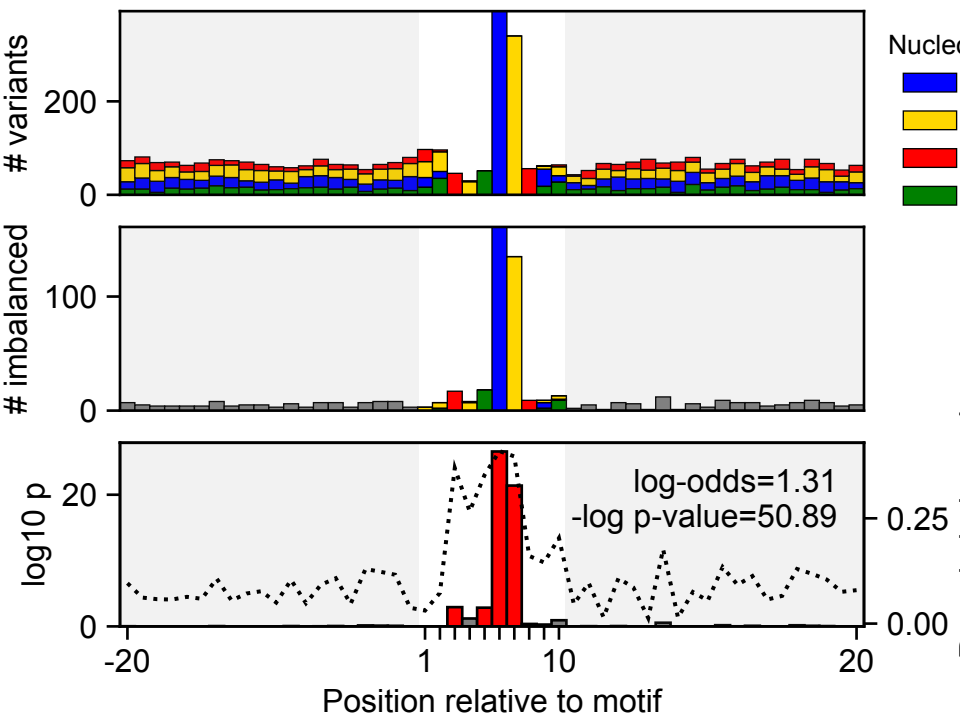 # variants
200
0
Nucleo
# imbalanced
100
0
log10 p
20
0
log-odds=1.31
-log p-value=50.89
0.25
0.00
-20
1
10
20
Position relative to motif